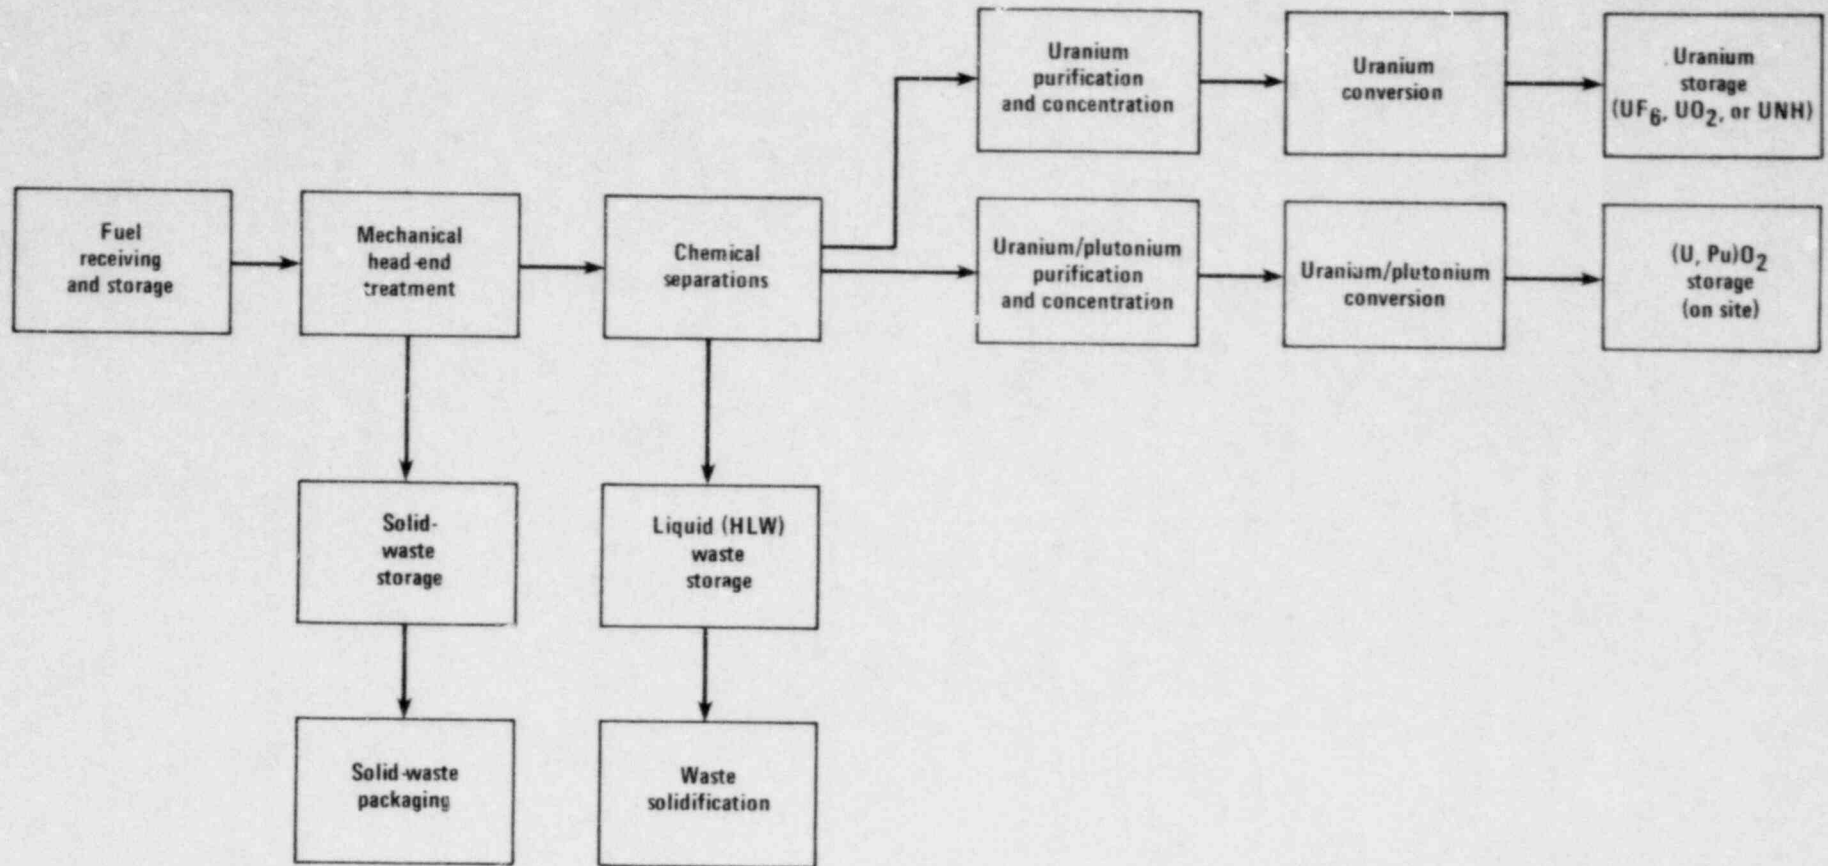 Uranium
purification
and concentration
Uranium
conversion
Uranium
storage
(UF6, UO2, or UNH)
Fuel
receiving
and storage
Mechanical
head-end
treatment
Chemical
separations
Uranium/plutonium
purification
and concentration
Uranium/plutonium
conversion
(U, Pu)O2
storage
(on site)
Solid-
waste
storage
Liquid (HLW)
waste
storage
Solid-waste
packaging
Waste
solidification